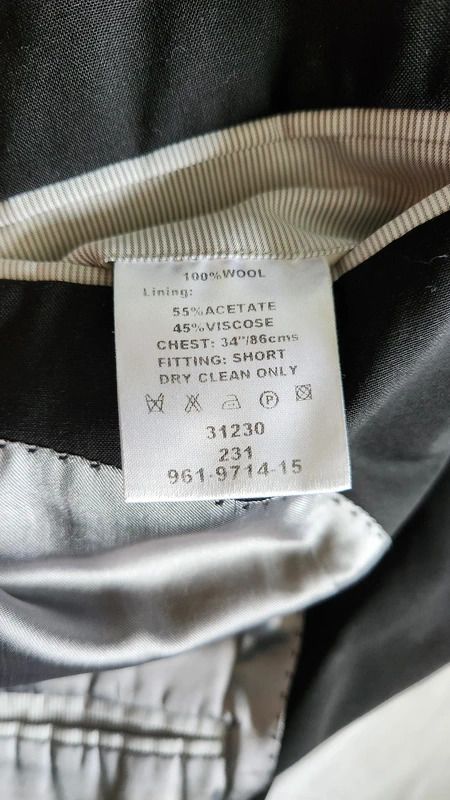 100%WOOL
Lining:
55%ACETATE
45%VISCOSE
CHEST: 34"/86cms
FITTING: SHORT
DRY CLEAN ONLY
P
31230
231
961-9714-15